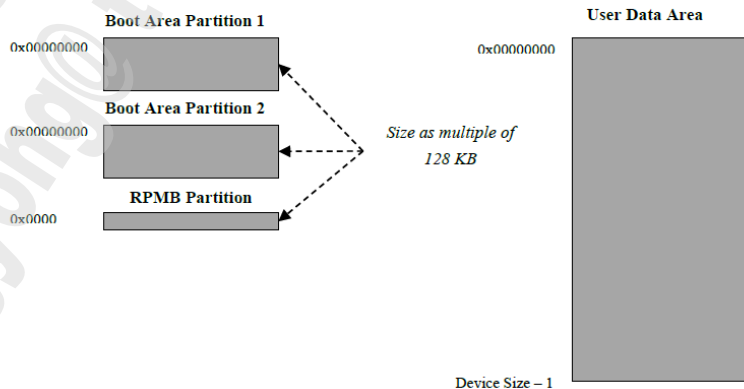 Boot Area Partition 1
0x00000000
Boot Area Partition 2
0x00000000
RPMB Partition
0x0000
Size as multiple of
128 KB
User Data Area
0x00000000
Device Size – 1